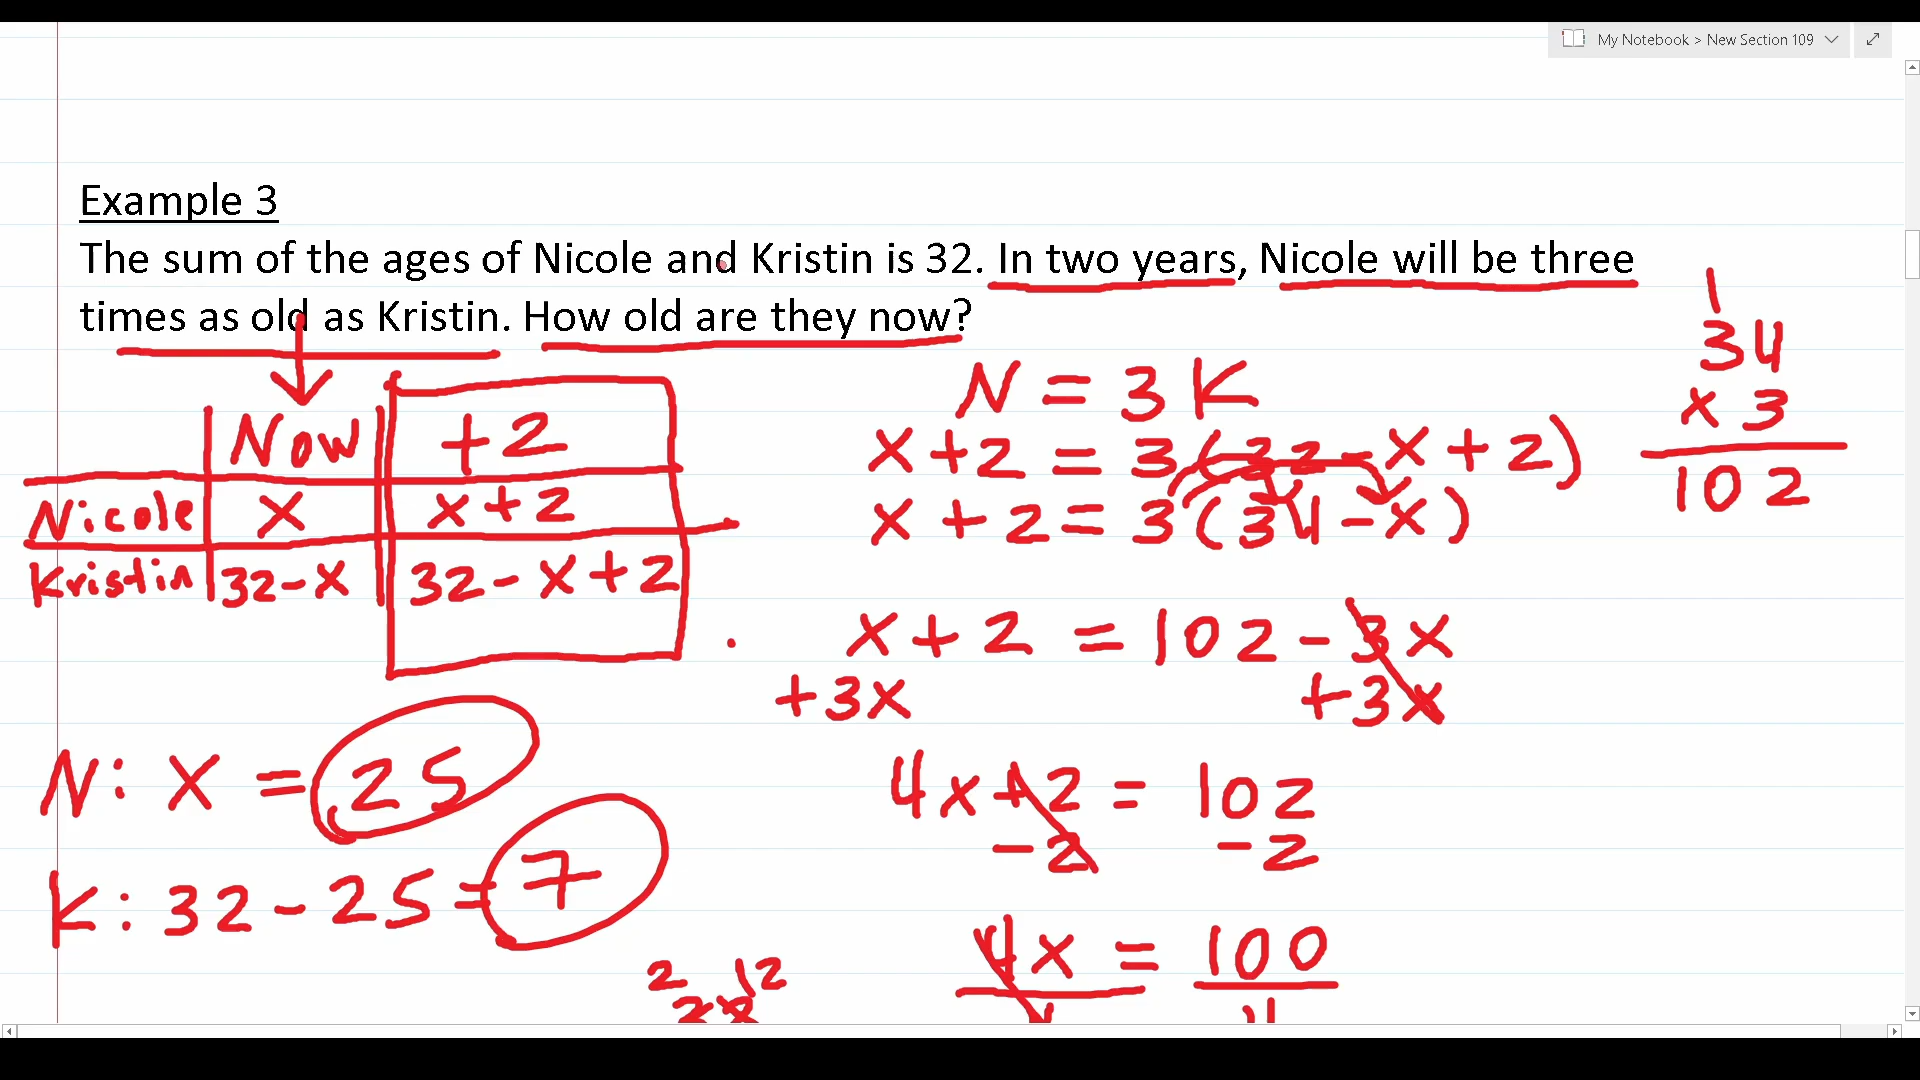 My Notebook > New Section 109
Example 3
The sum of the ages of Nicole and Kristin is 32. In two years, Nicole will be three
times as old as Kristin. How old are they now?
Now +2
Nicole x x+2
Kristin 32-x 32-x+2
N: x = 25
K: 32-25=7
2 12
N = 3K
x+2 = 3(32-x+2)
x+2=3(34-x)
x+2 = 102-3x
+3x +3x
4x+2 = 102
-2 -2
4x = 100
1
34
x 3
102